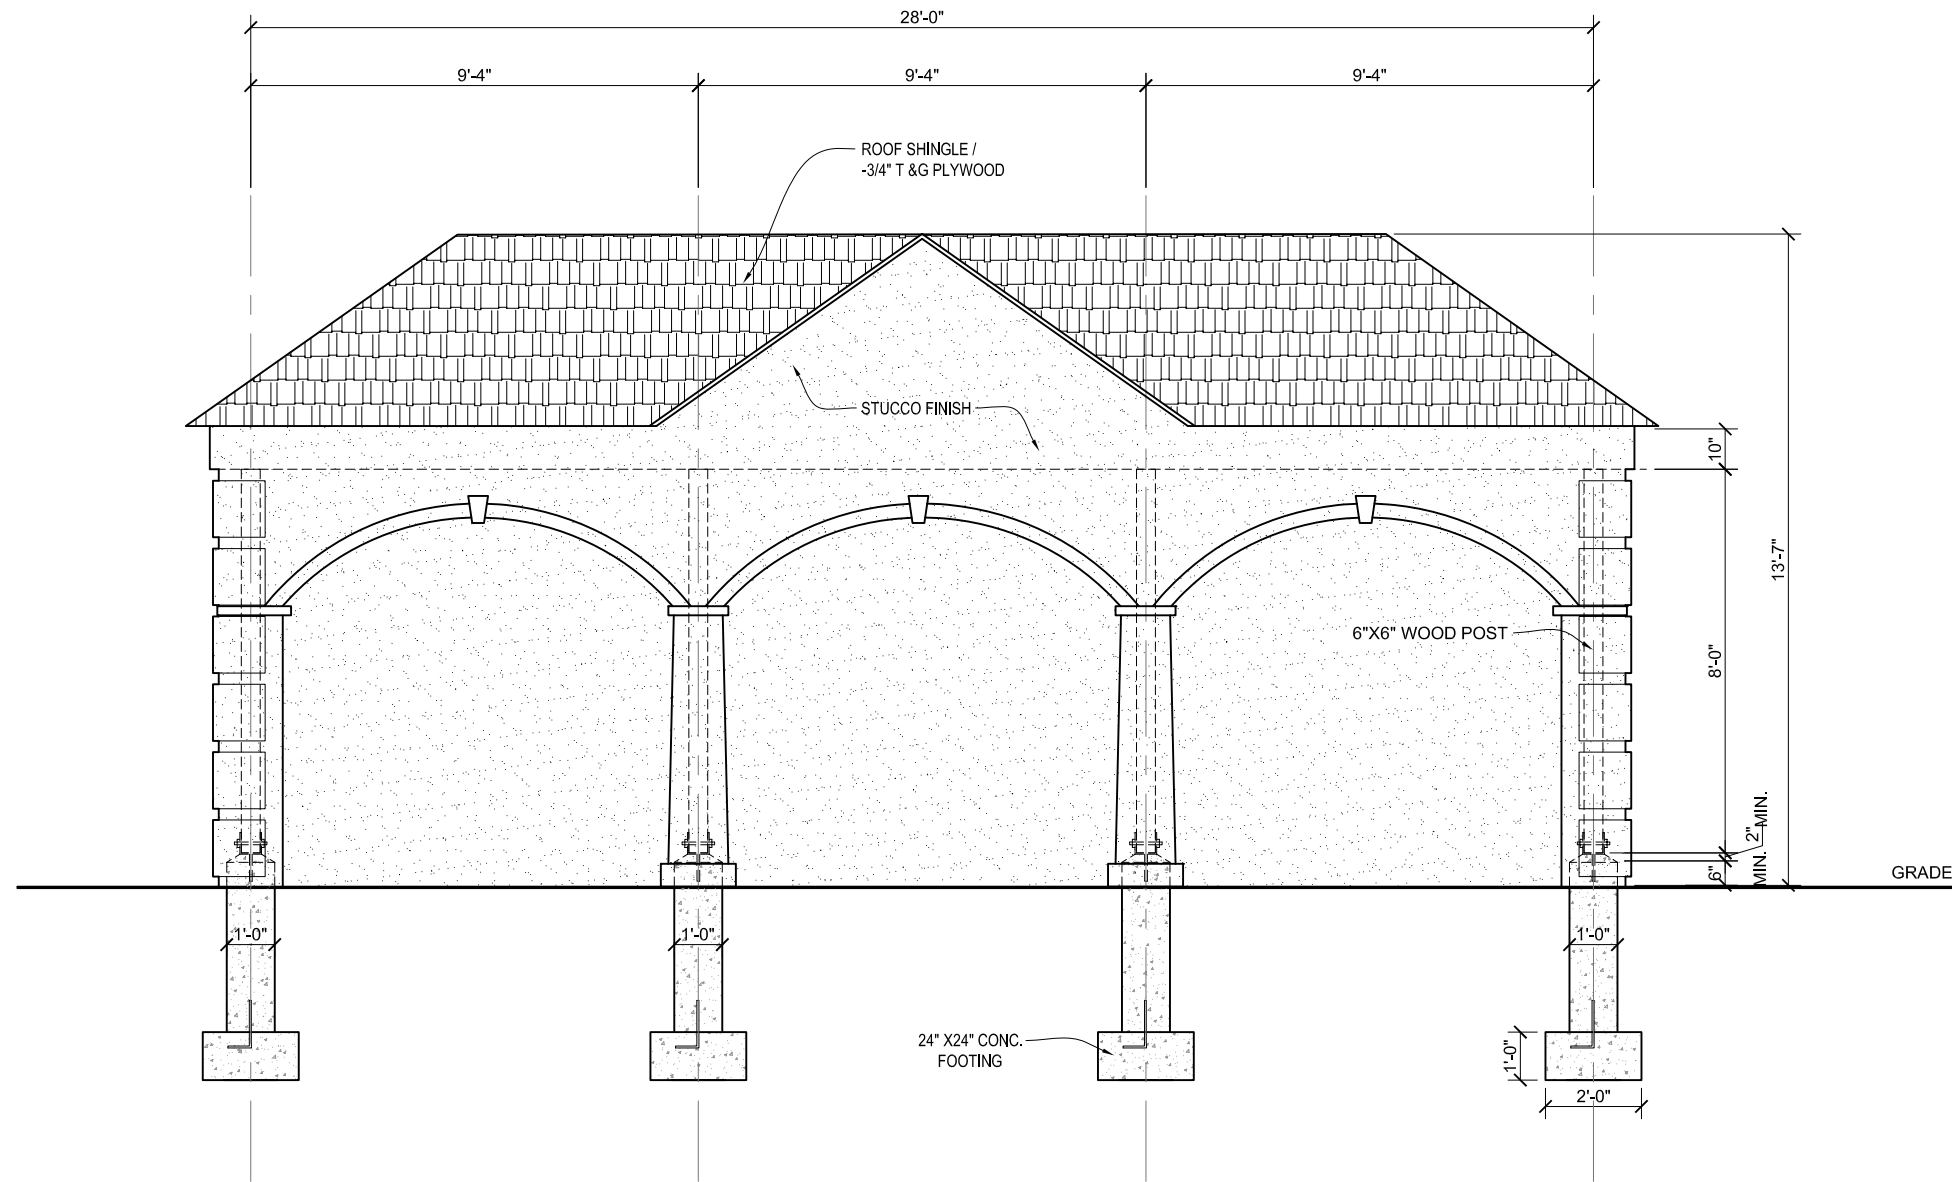 28'-0"
9'-4"
9'-4"
9'-4"
ROOF SHINGLE /
-3/4" T &G PLYWOOD
STUCCO FINISH
10"
13'-7"
6"X6" WOOD POST
8'-0"
2"
MIN.
6"
MIN.
GRADE
1'-0"
1'-0"
1'-0"
1'-0"
24" X24" CONC.
FOOTING
1'-0"
2'-0"